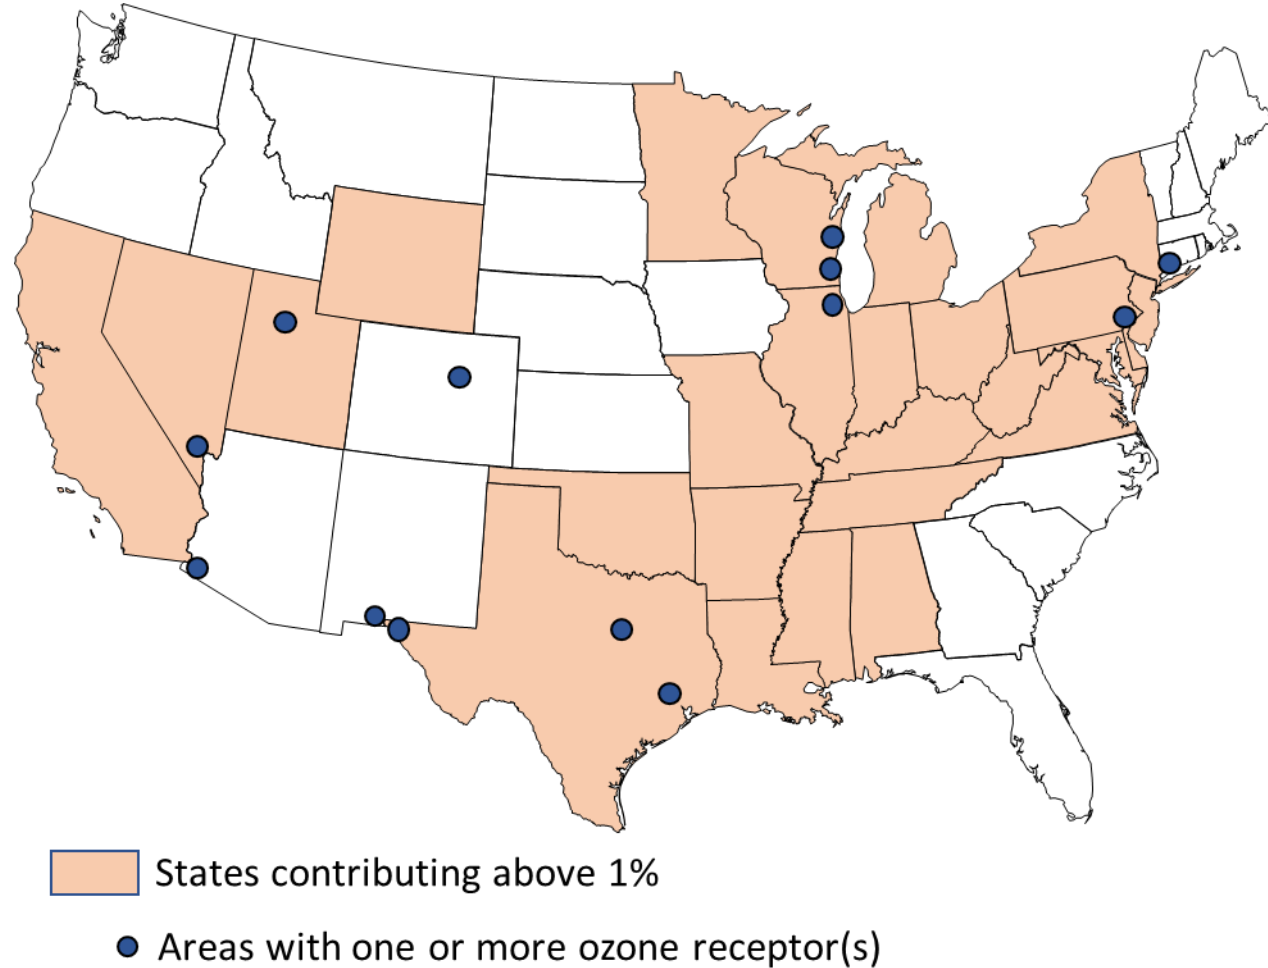 States contributing above 1%
Areas with one or more ozone receptor(s)